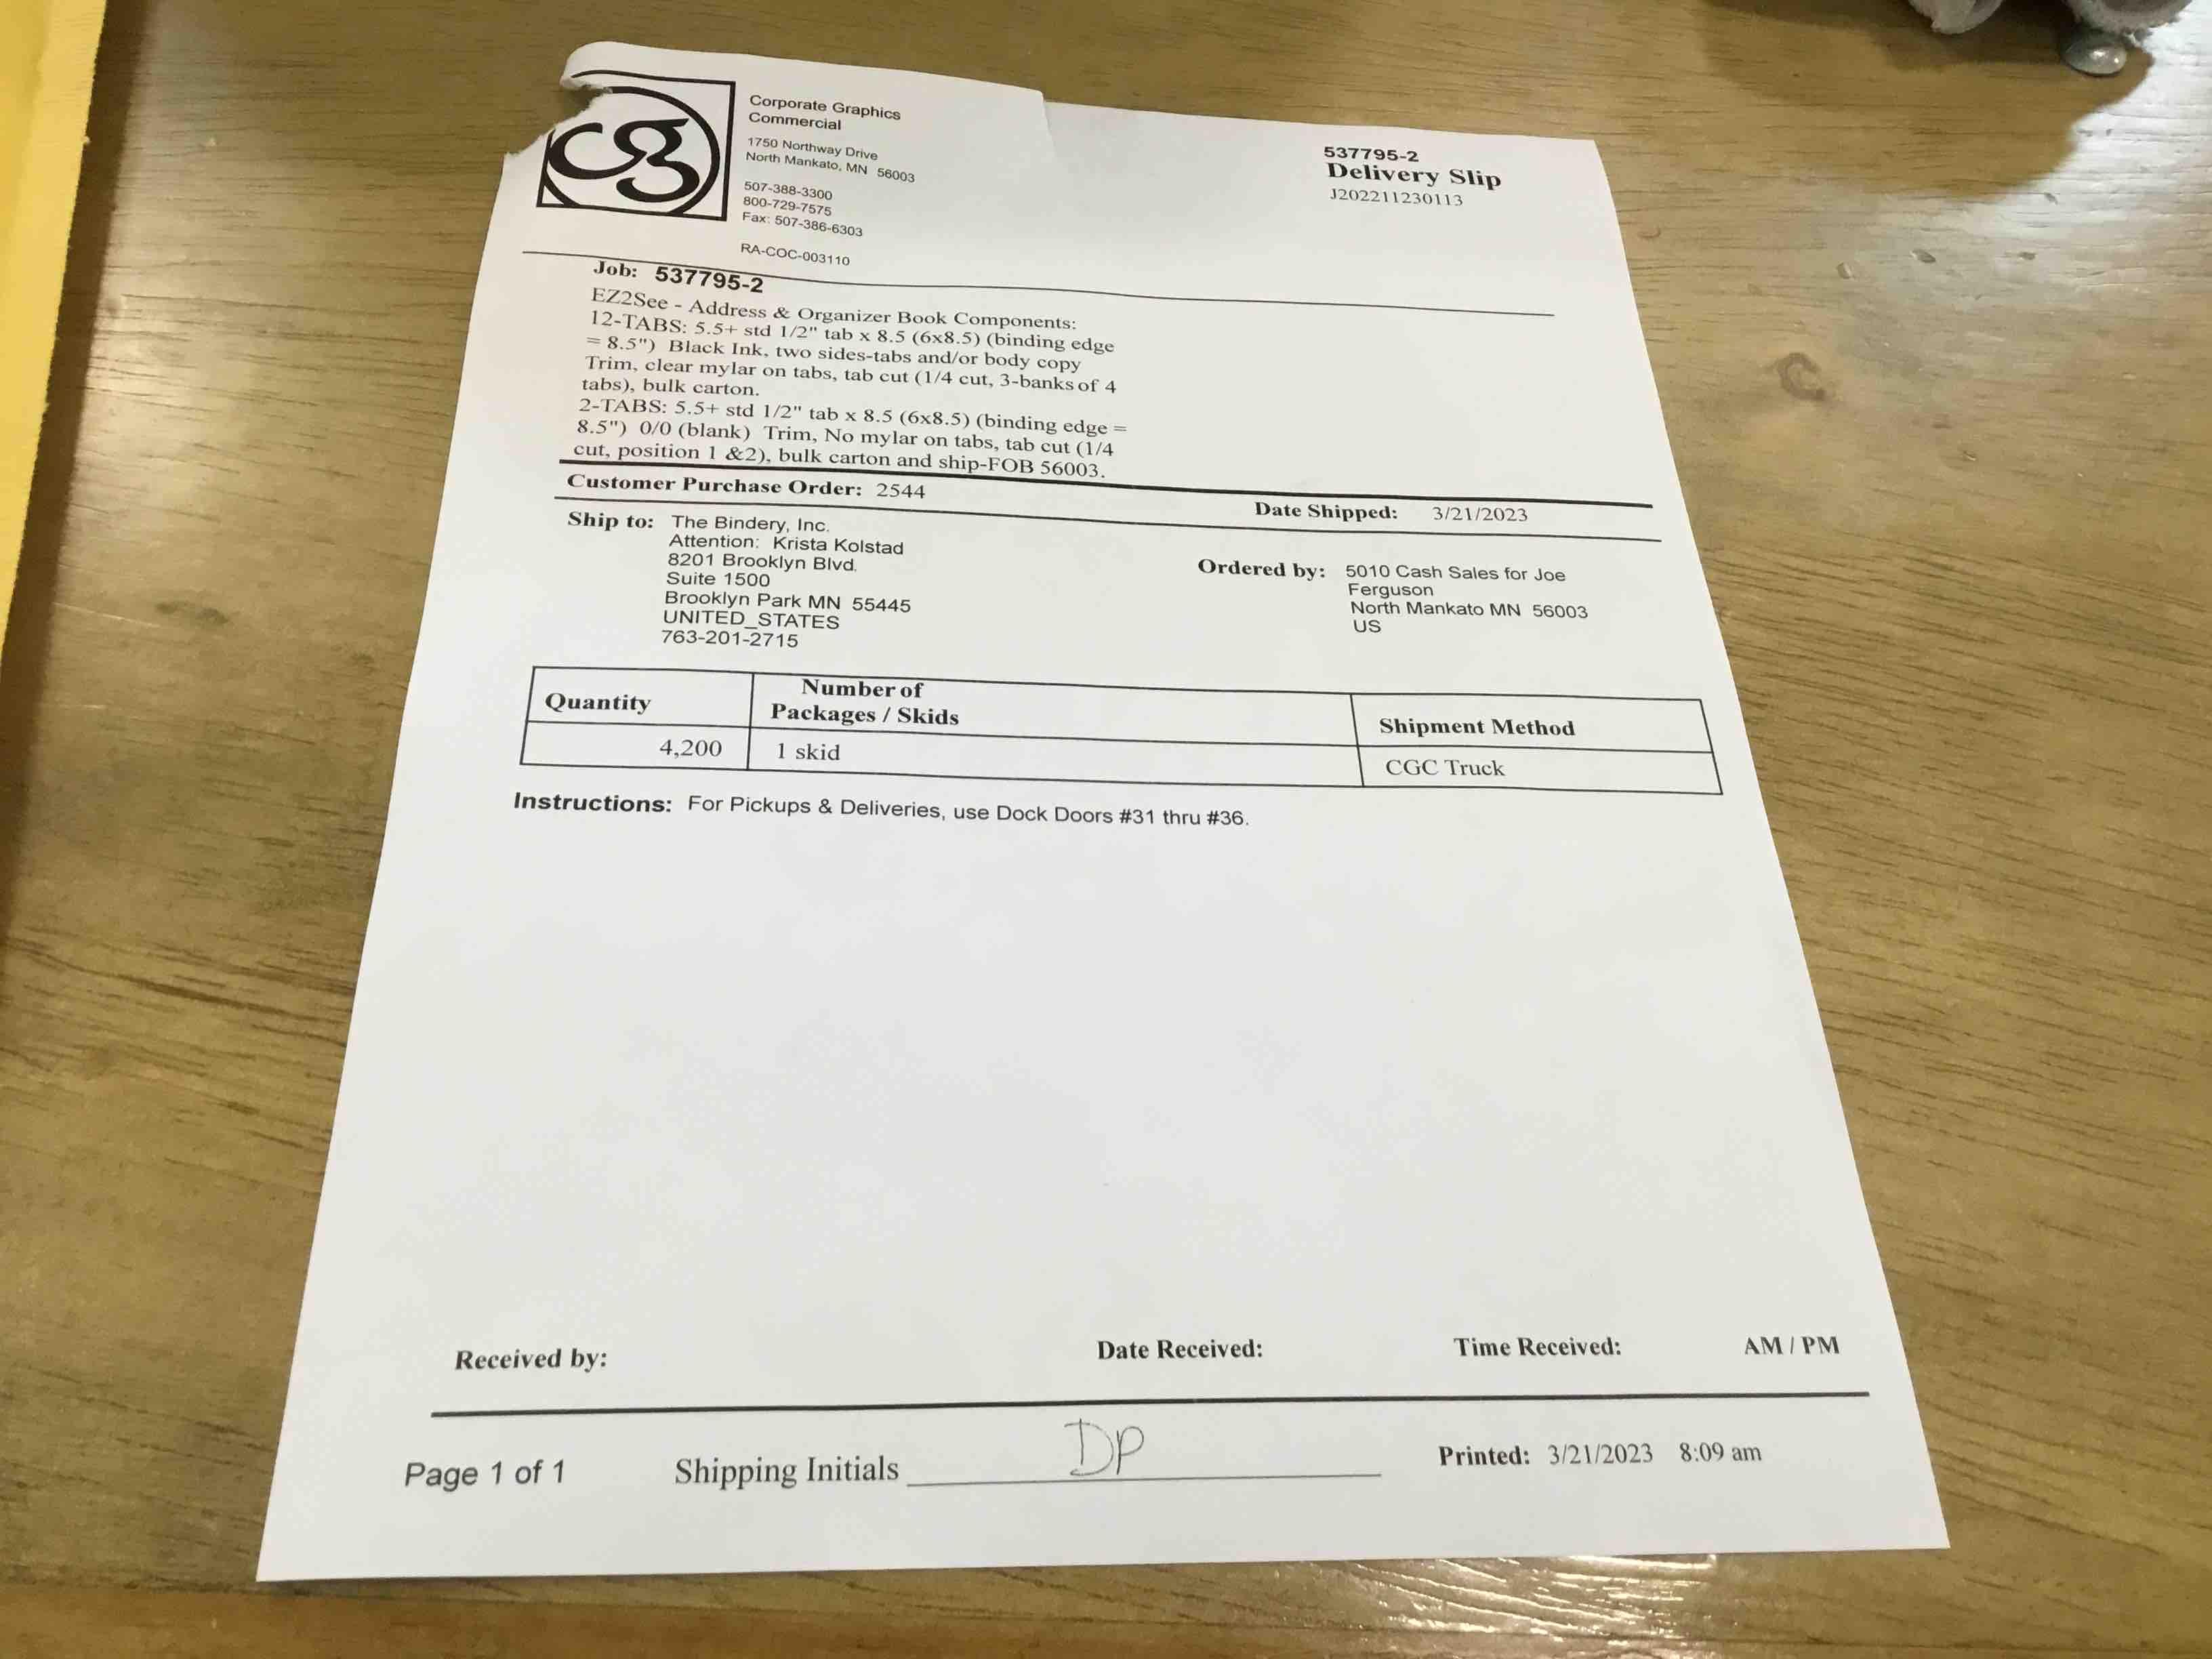 cg
Corporate Graphics
Commercial
1750 Northway Drive
North Mankato, MN 56003
507-388-3300
800-729-7575
Fax: 507-386-6303
RA-COC-003110
537795-2
Delivery Slip
J202211230113
Job: 537795-2
EZ2See - Address & Organizer Book Components:
12-TABS: 5.5+ std 1/2" tab x 8.5 (6x8.5) (binding edge
= 8.5") Black Ink, two sides-tabs and/or body copy
Trim, clear mylar on tabs, tab cut (1/4 cut, 3-banks of 4
tabs), bulk carton.
2-TABS: 5.5+ std 1/2" tab x 8.5 (6x8.5) (binding edge =
8.5") 0/0 (blank) Trim, No mylar on tabs, tab cut (1/4
cut, position 1 &2), bulk carton and ship-FOB 56003.
Customer Purchase Order: 2544
Date Shipped: 3/21/2023
Ship to: The Bindery, Inc.
Attention: Krista Kolstad
8201 Brooklyn Blvd.
Suite 1500
Brooklyn Park MN 55445
UNITED_STATES
763-201-2715
Ordered by: 5010 Cash Sales for Joe
Ferguson
North Mankato MN 56003
US
Quantity
Number of
Packages / Skids
Shipment Method
4,200
1 skid
CGC Truck
Instructions: For Pickups & Deliveries, use Dock Doors #31 thru #36.
Received by:
Date Received:
Time Received:
AM / PM
Page 1 of 1
Shipping Initials DP
Printed: 3/21/2023 8:09 am